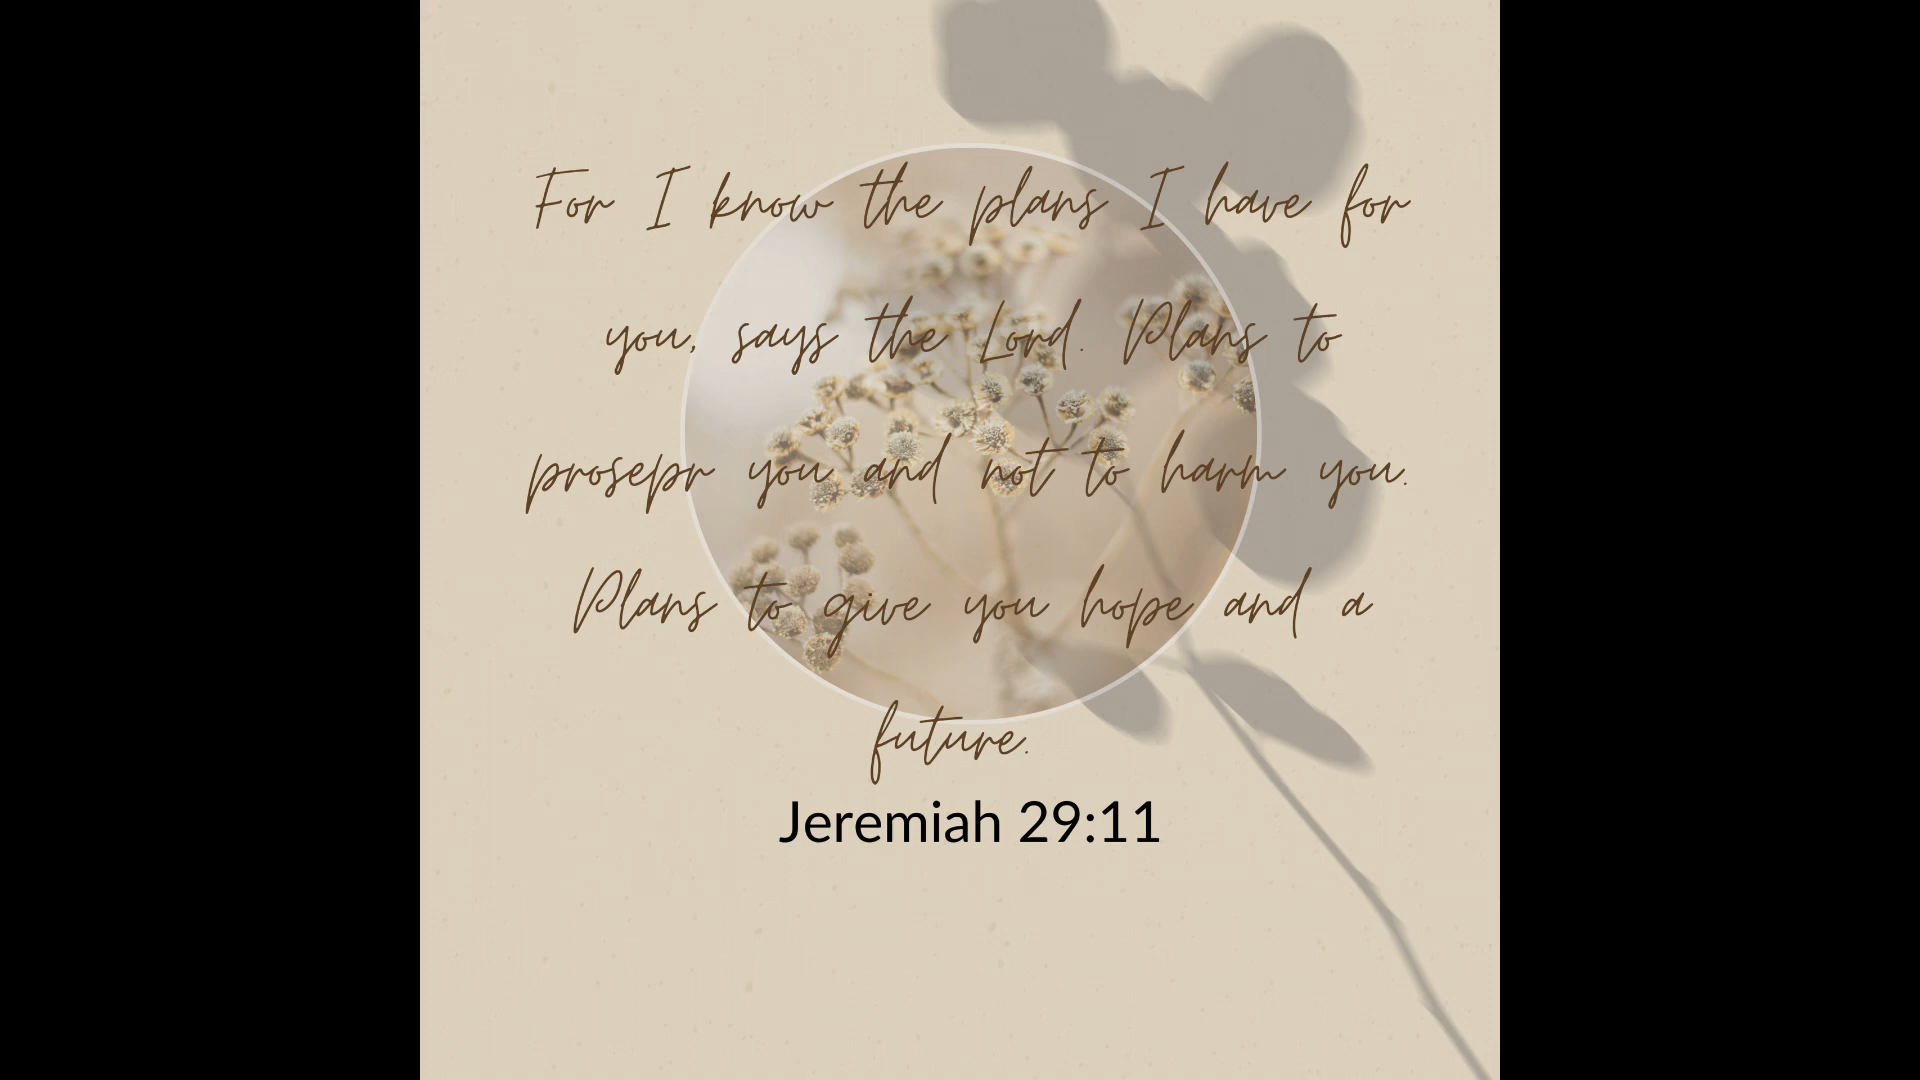 For I know the plans I have for
you, says the Lord. Plans to
prosepr you and not to harm you.
Plans to give you hope and a
future.
Jeremiah 29:11